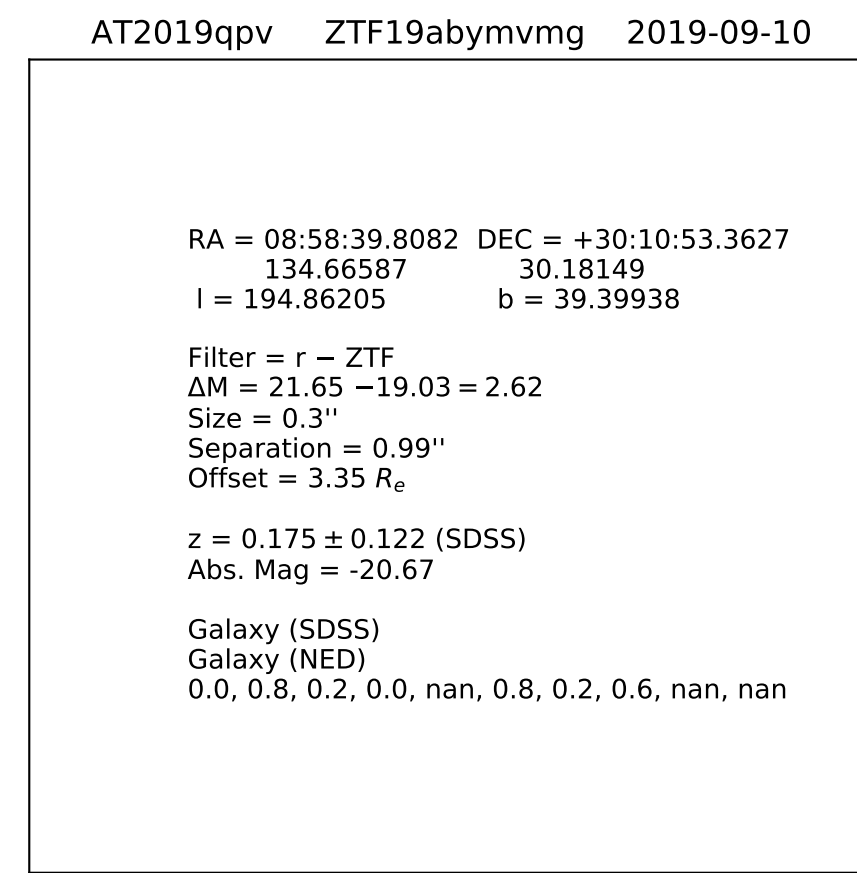 AT2019qpv ZTF19abymvmg 2019-09-10
RA = 08:58:39.8082 DEC = +30:10:53.3627
134.66587 30.18149
l = 194.86205 b = 39.39938
Filter = r − ZTF
ΔM = 21.65 −19.03 = 2.62
Size = 0.3''
Separation = 0.99''
Offset = 3.35 Rₑ
z = 0.175 ± 0.122 (SDSS)
Abs. Mag = -20.67
Galaxy (SDSS)
Galaxy (NED)
0.0, 0.8, 0.2, 0.0, nan, 0.8, 0.2, 0.6, nan, nan